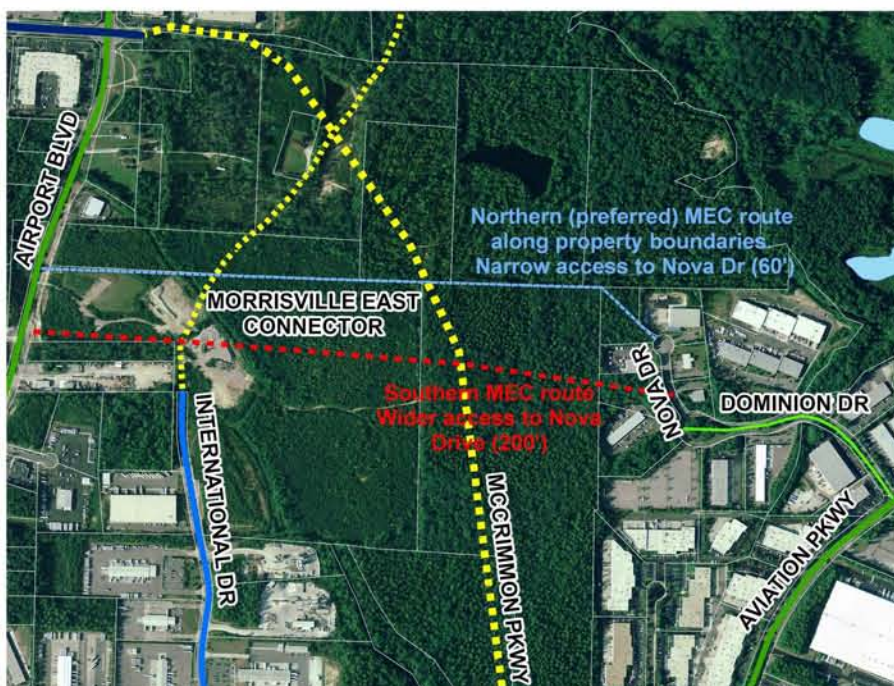 AIRPORT BLVD
Northern (preferred) MEC route
along property boundaries
Narrow access to Nova Dr (60')
MORRISVILLE EAST
CONNECTOR
Southern MEC route
Wider access to Nova
Drive (200')
NOVA DR
DOMINION DR
INTERNATIONAL DR
MCCRIMMON PKWY
AVIATION PKWY